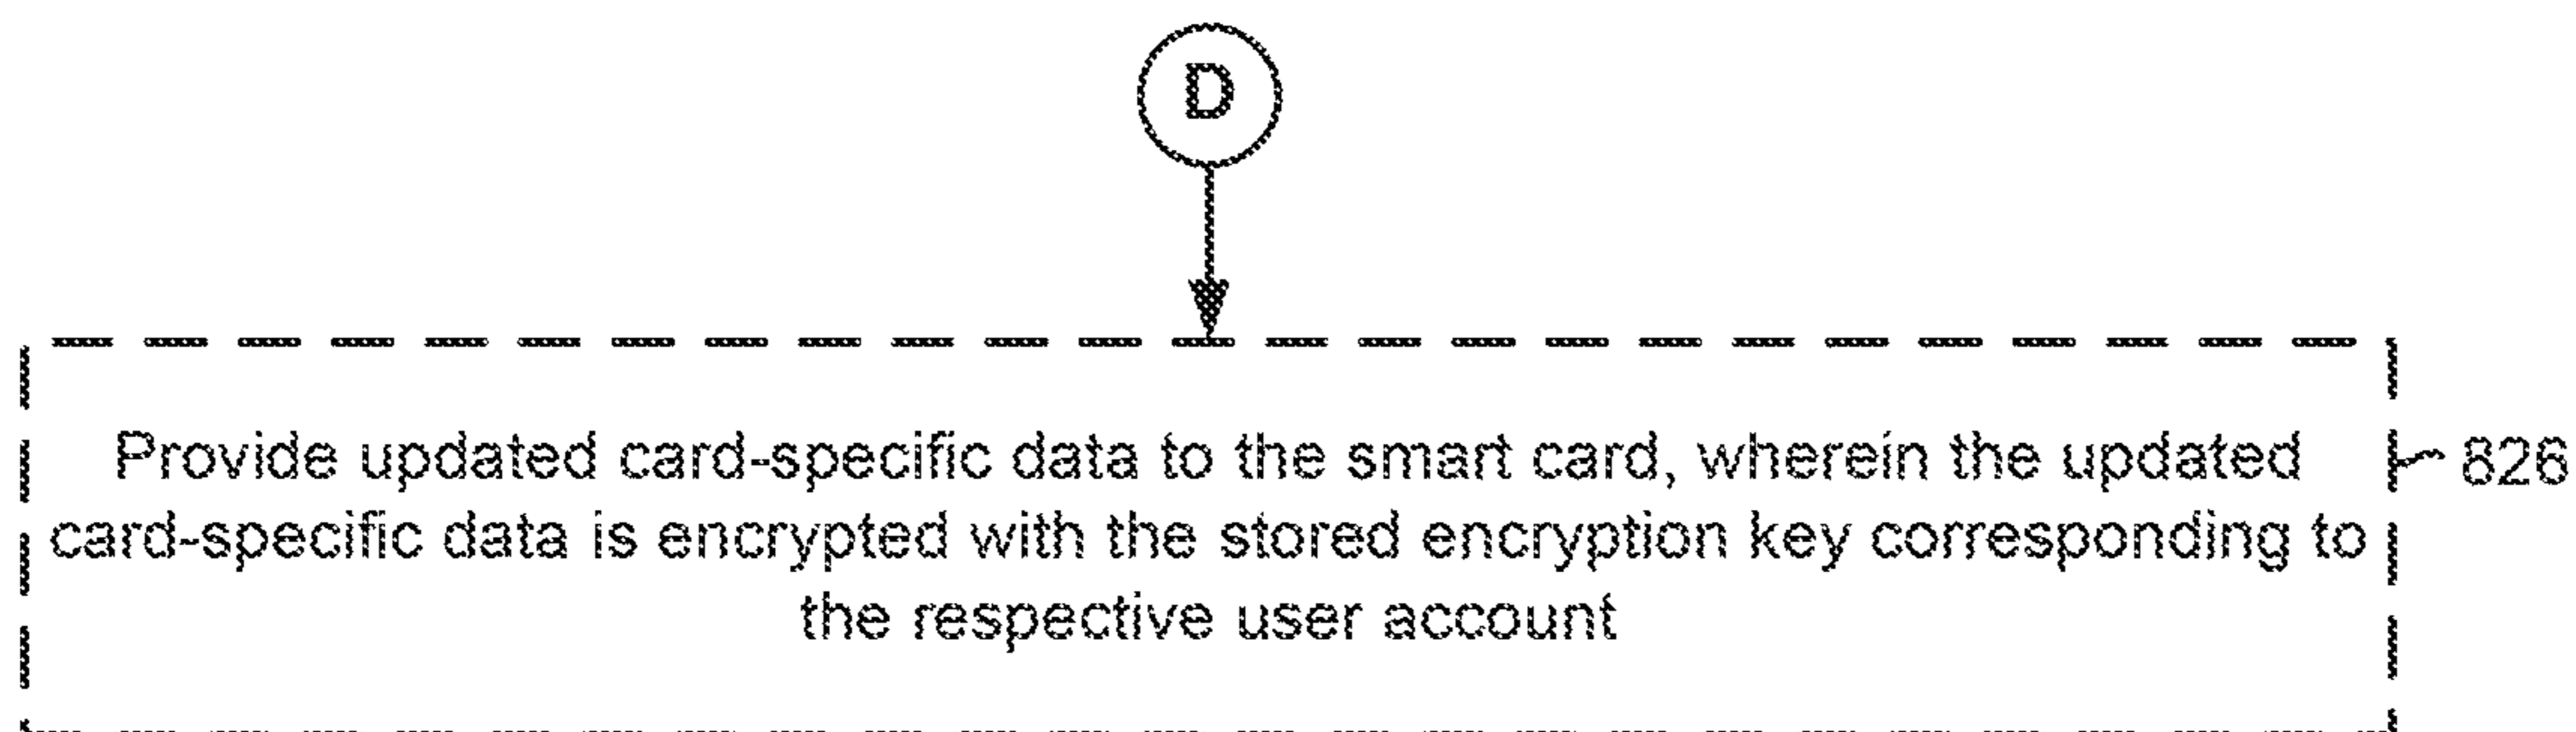 D
Provide updated card-specific data to the smart card, wherein the updated
826
card-specific data is encrypted with the stored encryption key corresponding to
the respective user account